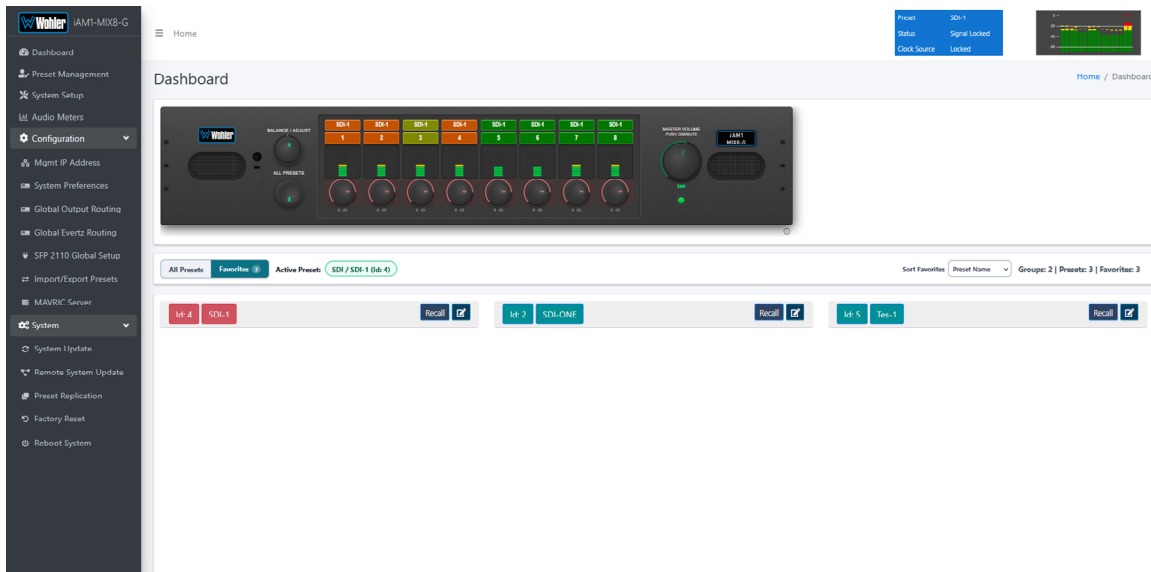 Wohler iAM1-MIX8-G
Dashboard
Preset Management
System Setup
Audio Meters
Configuration
Mgmt IP Address
System Preferences
Global Output Routing
Global Evertz Routing
SFP 2110 Global Setup
Import/Export Presets
MAVRIC Server
System
System Update
Remote System Update
Preset Replication
Factory Reset
Reboot System
Home
Preset SDI-1
Status Signal Locked
Clock Source Locked
Dashboard
Home / Dashboard
Wohler
BALANCE / ADJUST
ALL PRESETS
SDI-1 SDI-1 SDI-1 SDI-1 SDI-1 SDI-1 SDI-1 SDI-1
1 2 3 4 5 6 7 8
MASTER VOLUME
PUSH DIM/MUTE
iAM1
MIX8-G
All Presets Favorites 3 Active Preset: SDI / SDI-1 (Id: 4)
Sort Favorites Preset Name Groups: 2 | Presets: 3 | Favorites: 3
Id: 4 SDI-1 Recall
Id: 2 SDI-ONE Recall
Id: 5 Tes-1 Recall